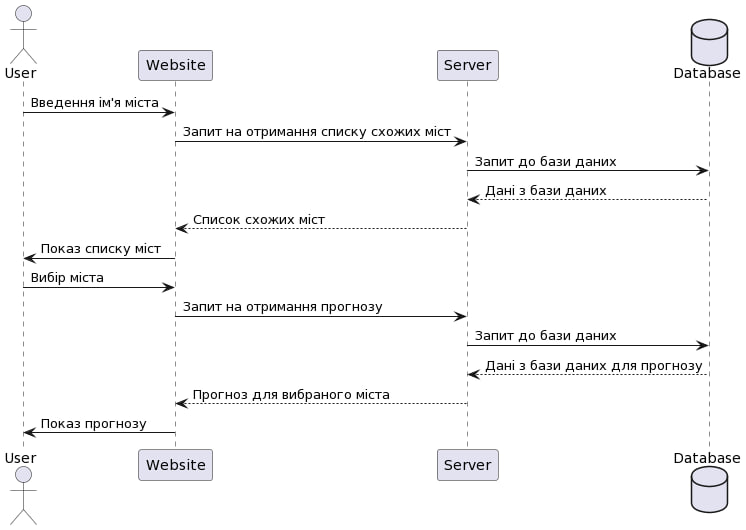 User
Website
Server
Database
Введення ім'я міста
Запит на отримання списку схожих міст
Запит до бази даних
Дані з бази даних
Список схожих міст
Показ списку міст
Вибір міста
Запит на отримання прогнозу
Запит до бази даних
Дані з бази даних для прогнозу
Прогноз для вибраного міста
Показ прогнозу
User
Website
Server
Database